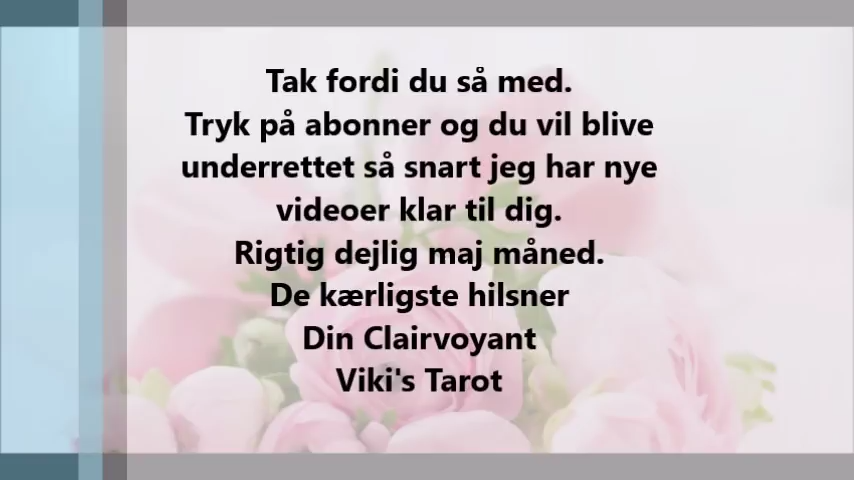 Tak fordi du så med.
Tryk på abonner og du vil blive
underrettet så snart jeg har nye
videoer klar til dig.
Rigtig dejlig maj måned.
De kærligste hilsner
Din Clairvoyant
Viki's Tarot